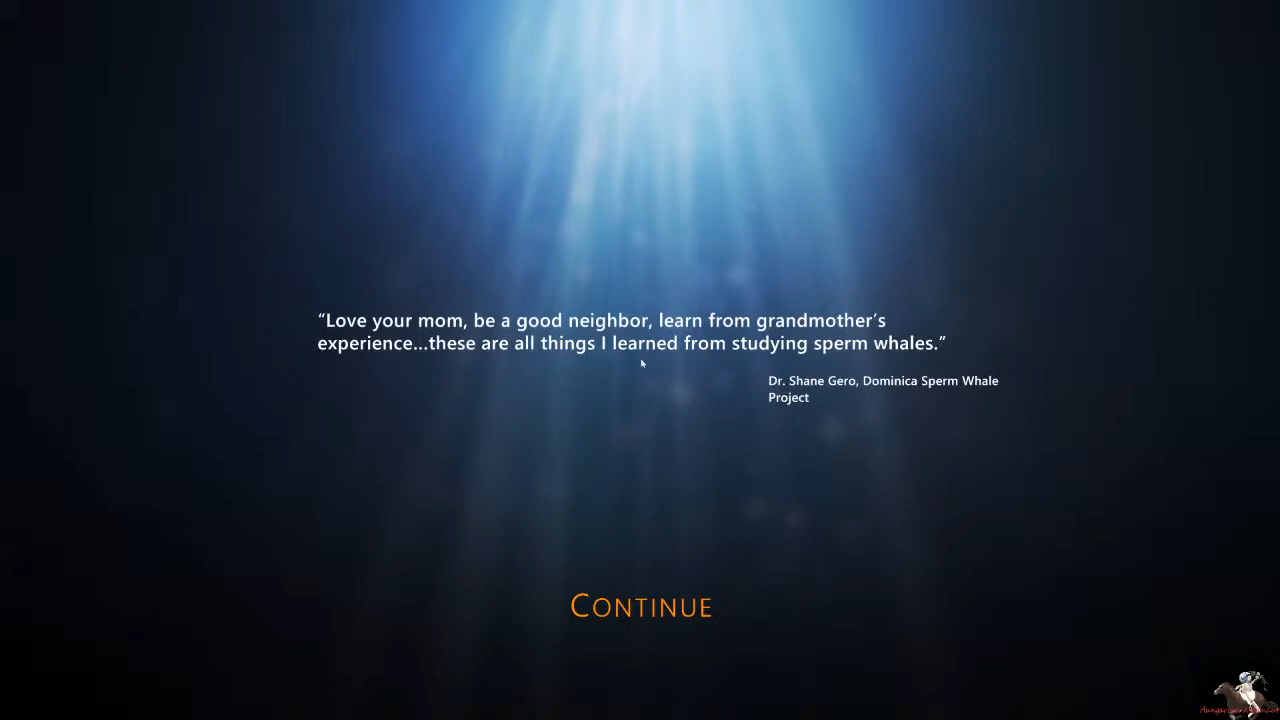 “Love your mom, be a good neighbor, learn from grandmother’s
experience...these are all things I learned from studying sperm whales.”
Dr. Shane Gero, Dominica Sperm Whale
Project
CONTINUE